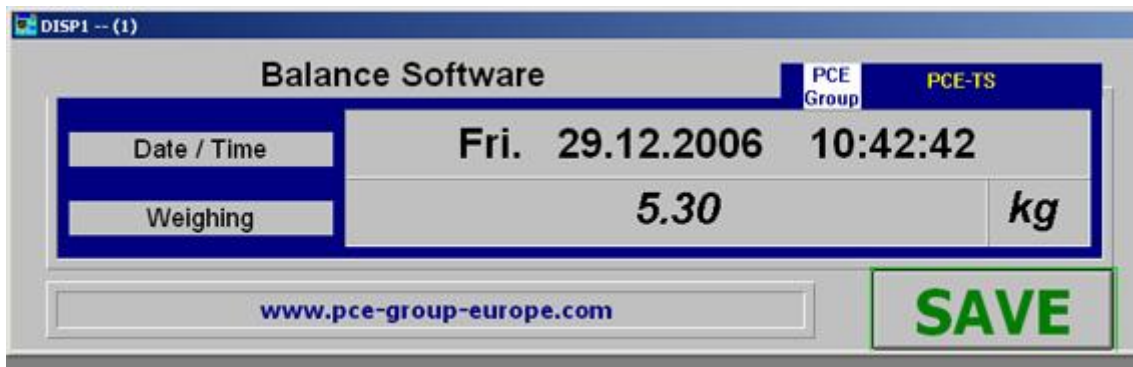 DISP1 -- (1)
Balance Software
PCE
Group
PCE-TS
Date / Time
Fri. 29.12.2006 10:42:42
Weighing
5.30 kg
www.pce-group-europe.com
SAVE